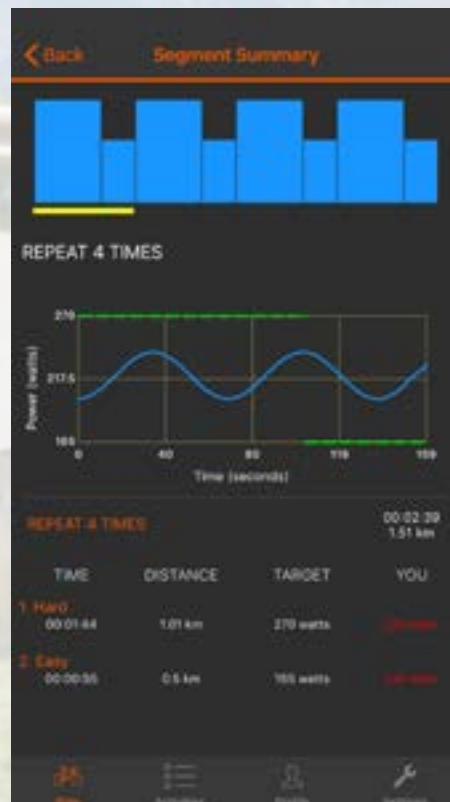 Back Segment Summary
REPEAT 4 TIMES
270
217.5
165
Power (watts)
0 40 80 119 159
Time (seconds)
REPEAT 4 TIMES 00:02:39
1.51 km
TIME DISTANCE TARGET YOU
1. Hard
00:01:44 1.01 km 270 watts
2. Easy
00:00:55 0.5 km 165 watts